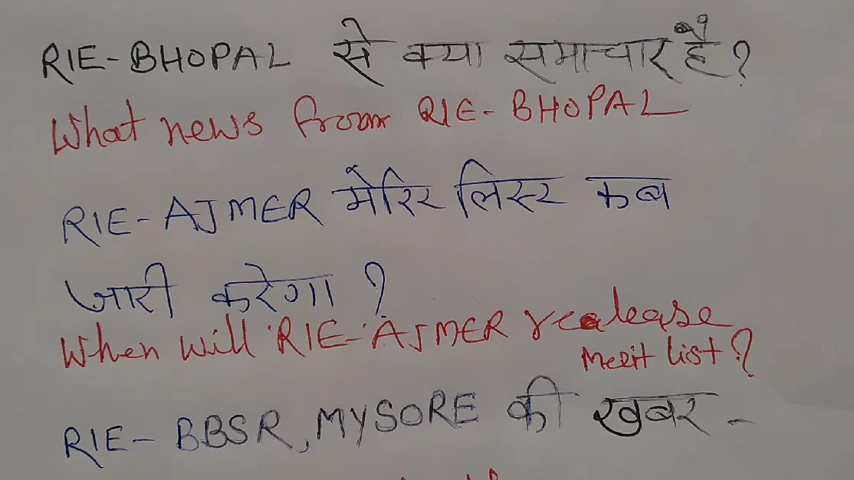 RIE-BHOPAL से क्या समाचार है?
What news from RIE-BHOPAL
RIE-AJMER मेरिट लिस्ट कब
जारी करेगा?
When will RIE-AJMER realease
Merit list?
RIE- BBSR, MYSORE की खबर -